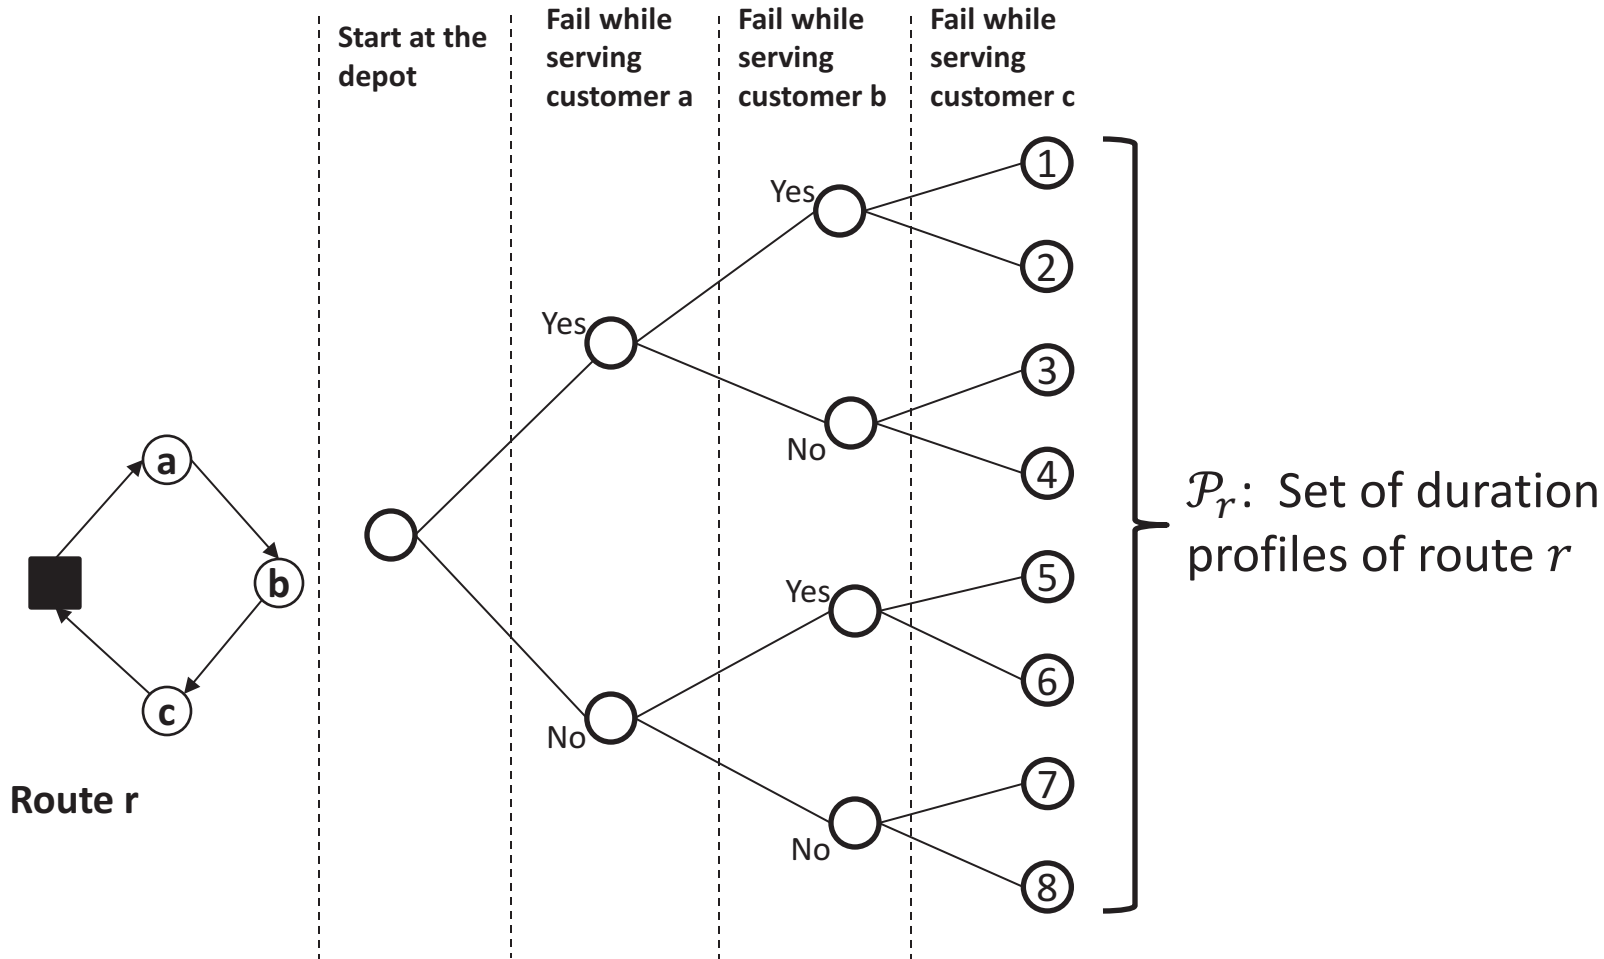 Start at the
depot
Fail while
serving
customer a
Fail while
serving
customer b
Fail while
serving
customer c
Yes
Yes
No
No
Yes
No
1
2
3
4
5
6
7
8
a
b
c
Route r
𝒫r: Set of duration
profiles of route r